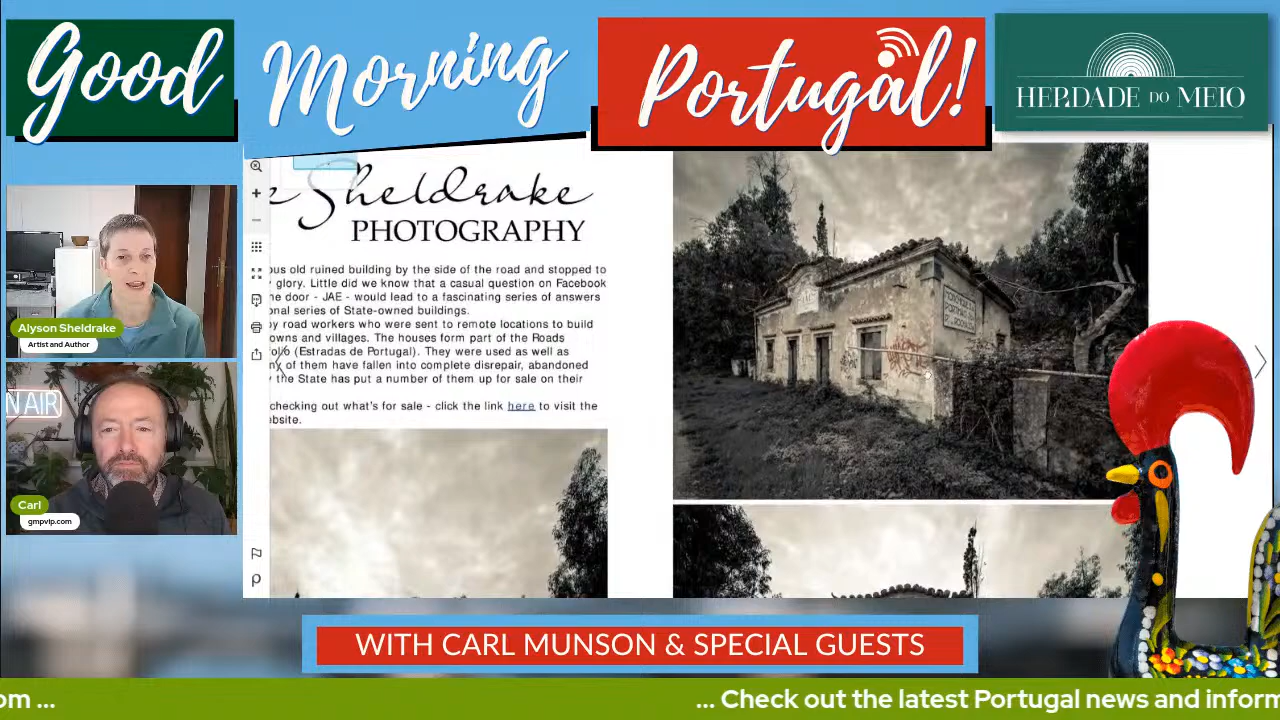 Good Morning Portugal!
HERDADE DO MEIO
Alyson Sheldrake
Artist and Author
N AIR
Carl
gmpvip.com
e Sheldrake
PHOTOGRAPHY
ous old ruined building by the side of the road and stopped to
glory. Little did we know that a casual question on Facebook
he door - JAE - would lead to a fascinating series of answers
onal series of State-owned buildings.
by road workers who were sent to remote locations to build
owns and villages. The houses form part of the Roads
(Estradas de Portugal). They were used as well as
ny of them have fallen into complete disrepair, abandoned
the State has put a number of them up for sale on their
checking out what's for sale - click the link here to visit the
ebsite.
WITH CARL MUNSON & SPECIAL GUESTS
om ...
... Check out the latest Portugal news and inform